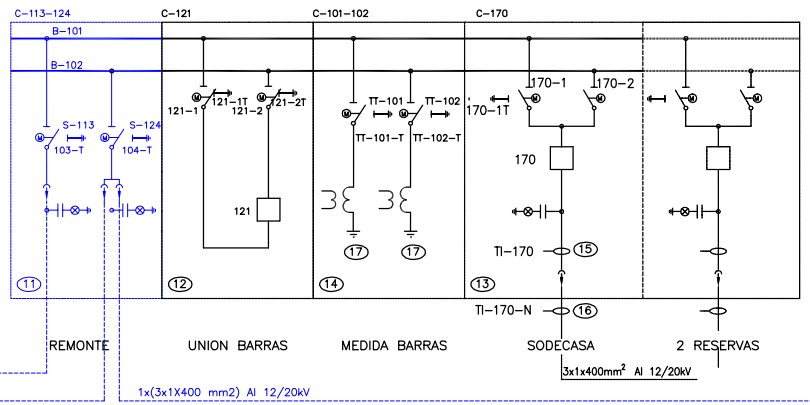 C-113-124
C-121
C-101-102
C-170
B-101
B-102
170-1
170-2
M
M
M
M
M
M
M
121-1T
121-2T
TT-101
TT-102
121-1
121-2
170-1T
S-113
S-124
M
M
103-T
104-T
TT-101-T
TT-102-T
M
170
121
TI-170
15
17
17
11
12
14
13
TI-170-N
16
REMONTE
UNION BARRAS
MEDIDA BARRAS
SODECASA
2 RESERVAS
3x1x400mm² Al 12/20kV
1x(3x1X400 mm2) Al 12/20kV